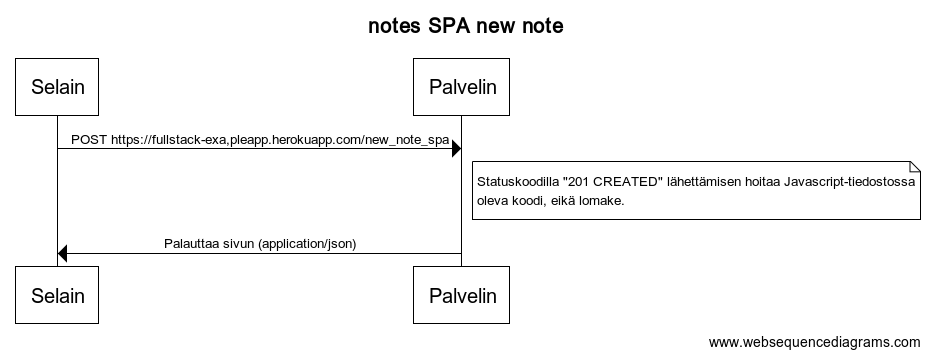 notes SPA new note
Selain
Palvelin
POST https://fullstack-exa,pleapp.herokuapp.com/new_note_spa
Statuskoodilla "201 CREATED" lähettämisen hoitaa Javascript-tiedostossa
oleva koodi, eikä lomake.
Palauttaa sivun (application/json)
Selain
Palvelin
www.websequencediagrams.com